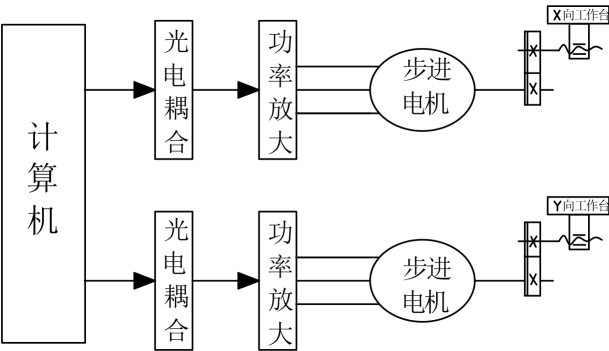 计算机
光电耦合
功率放大
步进
电机
X向工作台
光电耦合
功率放大
步进
电机
Y向工作台